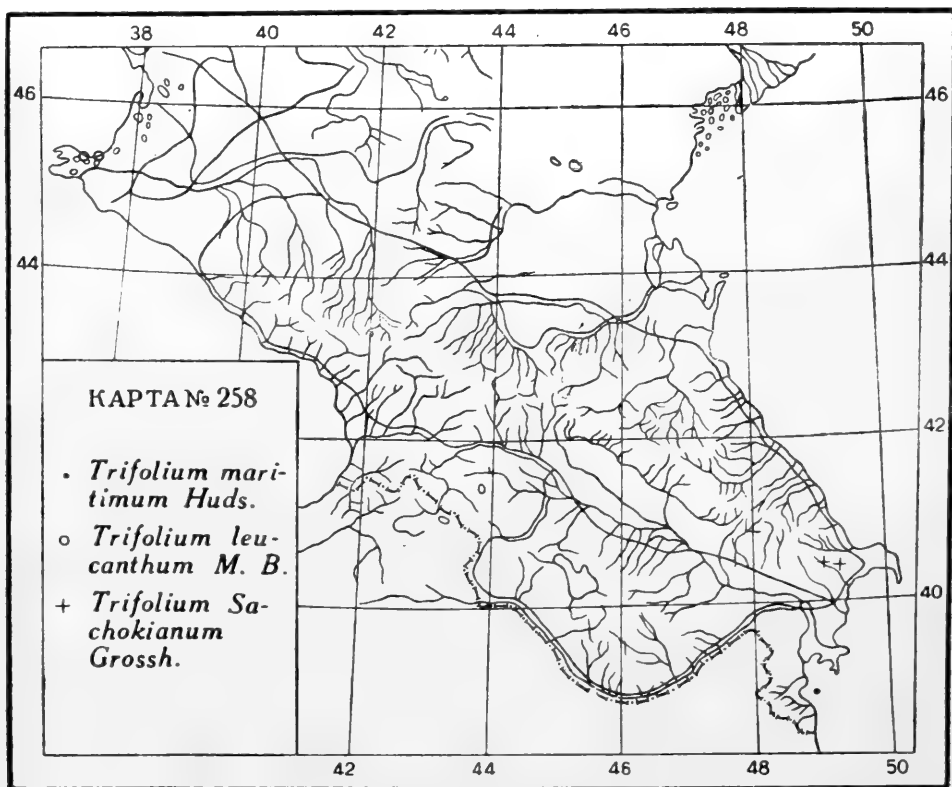 38 40 42 44 46 48 50
46 46
44 44
КАРТА № 258
42
• Trifolium mari-
timum Huds.
○ Trifolium leu-
canthum M. B.
+ Trifolium Sa-
chokianum
Grossh.
40
42 44 46 48 50